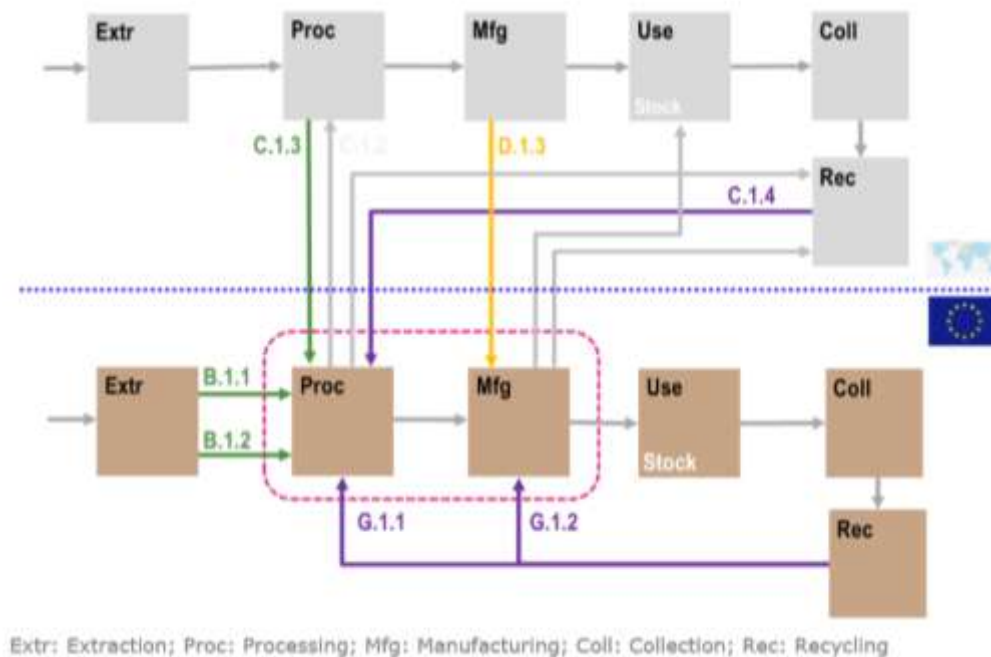 Extr
Proc
Mfg
Use
Coll
Stock
C.1.3
C.1.2
D.1.3
Rec
C.1.4
Extr
B.1.1
B.1.2
Proc
Mfg
Use
Stock
Coll
G.1.1
G.1.2
Rec
Extr: Extraction; Proc: Processing; Mfg: Manufacturing; Coll: Collection; Rec: Recycling